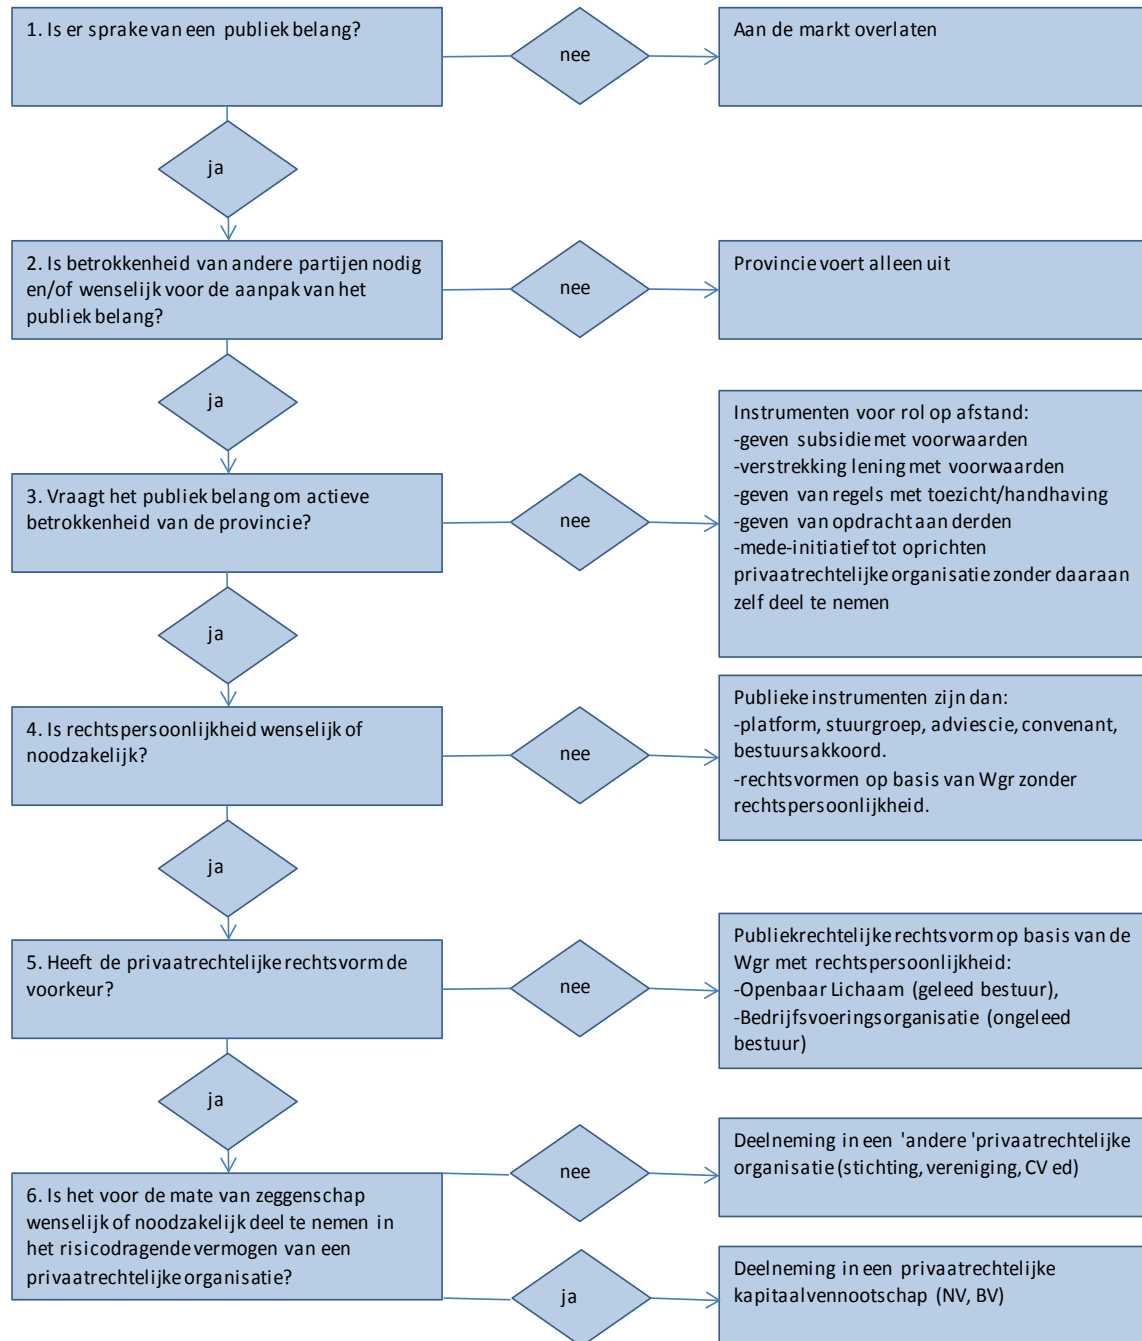 1. Is er sprake van een publiek belang?
nee
Aan de markt overlaten
ja
2. Is betrokkenheid van andere partijen nodig
en/of wenselijk voor de aanpak van het
publiek belang?
nee
Provincie voert alleen uit
ja
3. Vraagt het publiek belang om actieve
betrokkenheid van de provincie?
nee
Instrumenten voor rol op afstand:
-geven subsidie met voorwaarden
-verstrekking lening met voorwaarden
-geven van regels met toezicht/handhaving
-geven van opdracht aan derden
-mede-initiatief tot oprichten
privaatrechtelijke organisatie zonder daaraan
zelf deel te nemen
ja
4. Is rechtspersoonlijkheid wenselijk of
noodzakelijk?
nee
Publieke instrumenten zijn dan:
-platform, stuurgroep, adviescie, convenant,
bestuursakkoord.
-rechtsvormen op basis van Wgr zonder
rechtspersoonlijkheid.
ja
5. Heeft de privaatrechtelijke rechtsvorm de
voorkeur?
nee
Publiekrechtelijke rechtsvorm op basis van de
Wgr met rechtspersoonlijkheid:
-Openbaar Lichaam (geleed bestuur),
-Bedrijfsvoeringsorganisatie (ongeleed
bestuur)
ja
6. Is het voor de mate van zeggenschap
wenselijk of noodzakelijk deel te nemen in
het risicodragende vermogen van een
privaatrechtelijke organisatie?
nee
Deelneming in een 'andere 'privaatrechtelijke
organisatie (stichting, vereniging, CV ed)
ja
Deelneming in een privaatrechtelijke
kapitaalvennootschap (NV, BV)